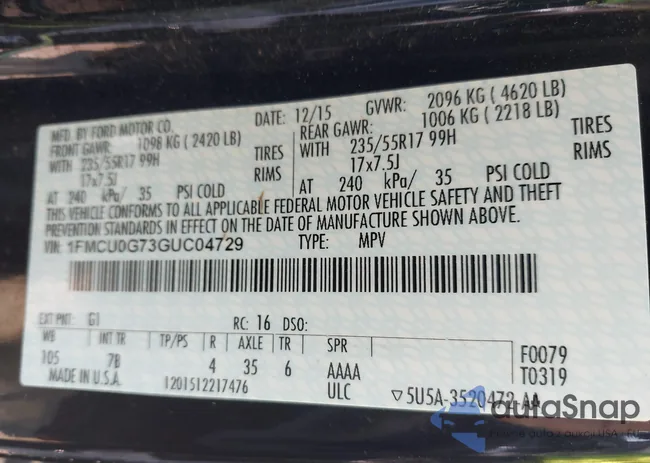 MFD. BY FORD MOTOR CO. DATE: 12/15 GVWR: 2096 KG ( 4620 LB)
FRONT GAWR: 1098 KG ( 2420 LB) REAR GAWR: 1006 KG ( 2218 LB)
WITH 235/55R17 99H TIRES WITH 235/55R17 99H TIRES
17x7.5J RIMS 17x7.5J RIMS
AT 240 kPa/ 35 PSI COLD AT 240 kPa/ 35 PSI COLD
THIS VEHICLE CONFORMS TO ALL APPLICABLE FEDERAL MOTOR VEHICLE SAFETY AND THEFT
PREVENTION STANDARDS IN EFFECT ON THE DATE OF MANUFACTURE SHOWN ABOVE.
VIN: 1FMCU0G73GUC04729 TYPE: MPV
EXT PNT: G1 RC: 16 DSO:
WB INT TR TP/PS R AXLE TR SPR F0079
105 7B 4 35 6 AAAA T0319
MADE IN U.S.A. 1201512217476 ULC ▽5U5A-3520472-AA
autoSnap